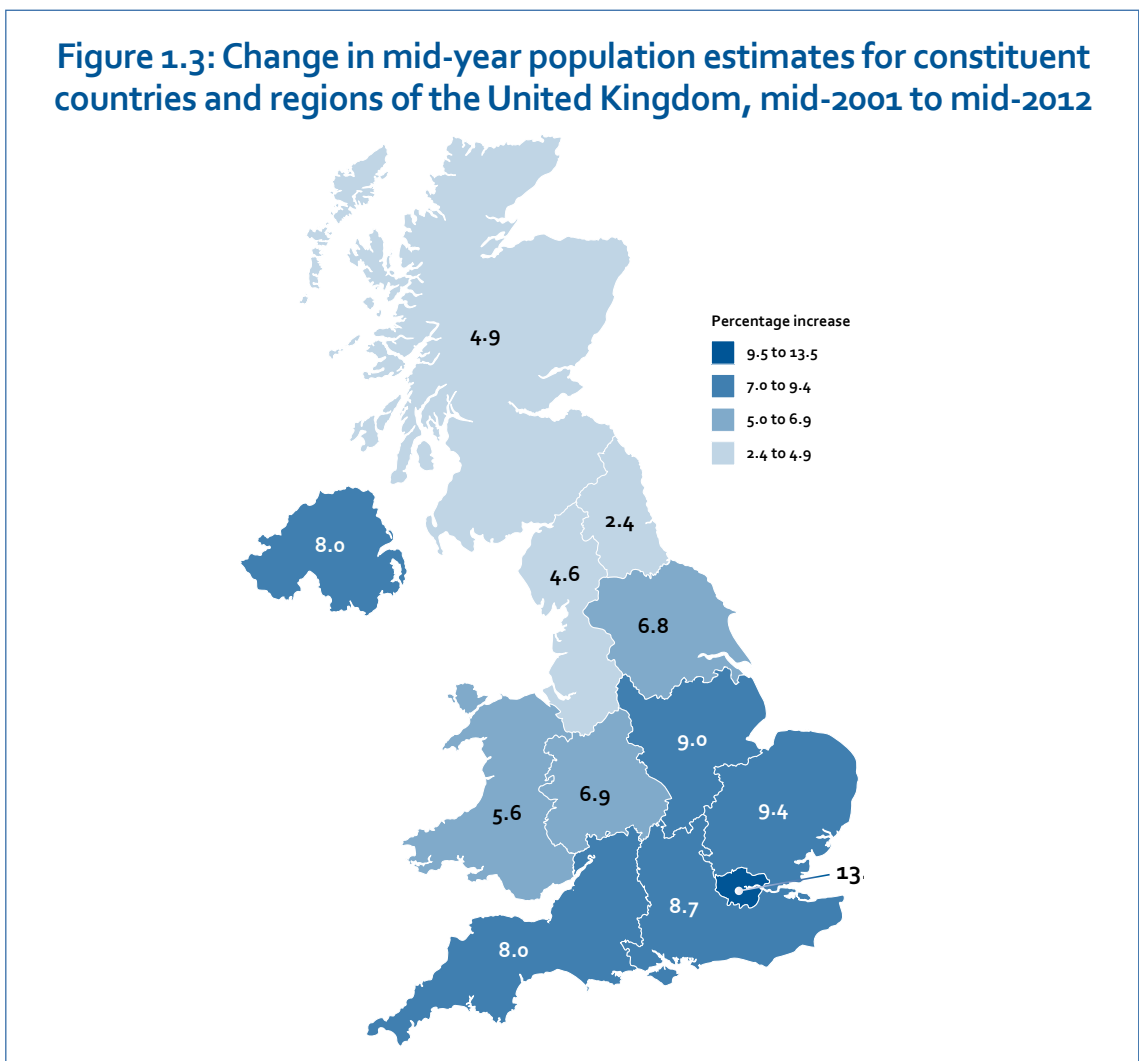 Figure 1.3: Change in mid-year population estimates for constituent
countries and regions of the United Kingdom, mid-2001 to mid-2012
4.9
Percentage increase
9.5 to 13.5
7.0 to 9.4
5.0 to 6.9
2.4 to 4.9
2.4
8.0
4.6
6.8
9.0
6.9
9.4
5.6
13.
8.7
8.0